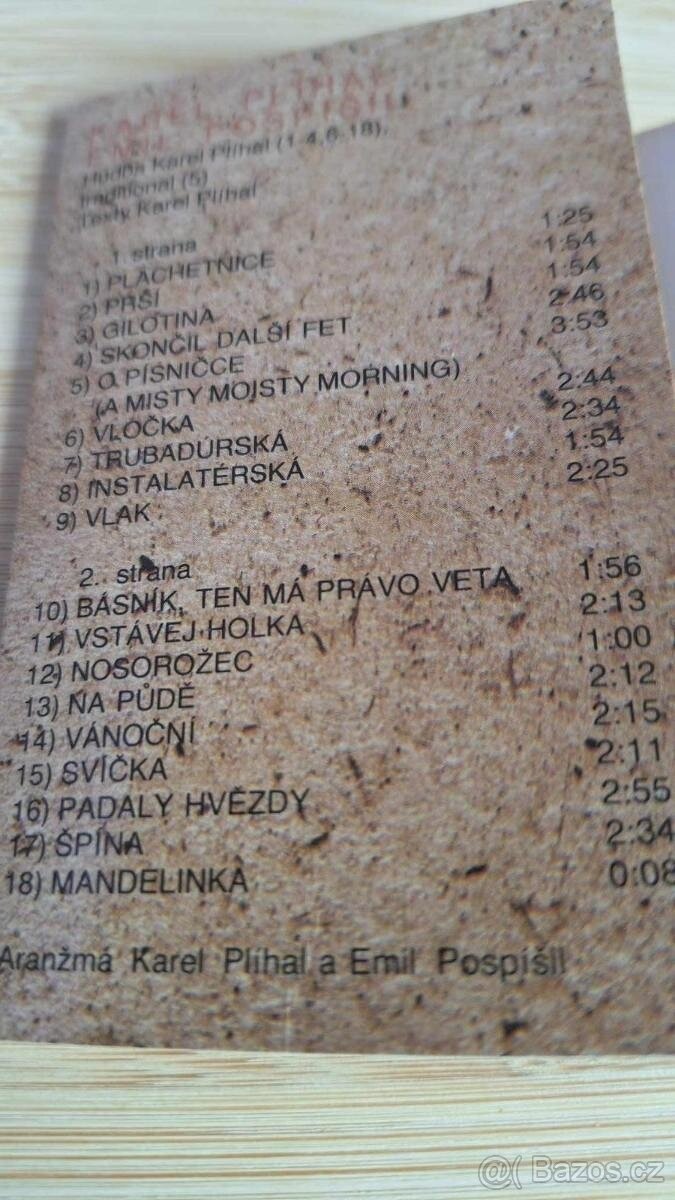 KAREL PLÍHAL
EMIL POSPÍŠIL
Hudba Karel Plíhal (1-4,6-18),
traditional (5)
Texty Karel Plíhal
1. strana
1) PLACHETNICE 1:25
2) PRŠÍ 1:54
3) GILOTINA 1:54
4) SKONČIL DALŠÍ FET 2:46
5) O PÍSNIČCE 3:53
(A MISTY MOJSTY MORNING)
6) VLOČKA 2:44
7) TRUBADÚRSKÁ 2:34
8) INSTALATÉRSKÁ 1:54
9) VLAK 2:25
2. strana
10) BÁSNÍK, TEN MÁ PRÁVO VETA 1:56
11) VSTÁVEJ HOLKA 2:13
12) NOSOROŽEC 1:00
13) NA PŮDĚ 2:12
14) VÁNOČNÍ 2:15
15) SVÍČKA 2:11
16) PADALY HVĚZDY 2:55
17) ŠPÍNA 2:34
18) MANDELINKA 0:08
Aranžmá Karel Plíhal a Emil Pospíšil
@( Bazos.cz